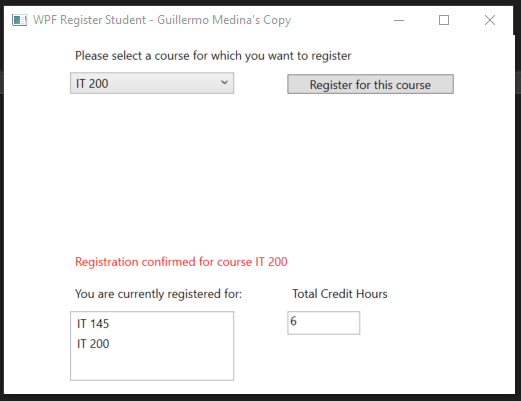 WPF Register Student - Guillermo Medina's Copy
Please select a course for which you want to register
IT 200
Register for this course
Registration confirmed for course IT 200
You are currently registered for:
Total Credit Hours
IT 145
6
IT 200